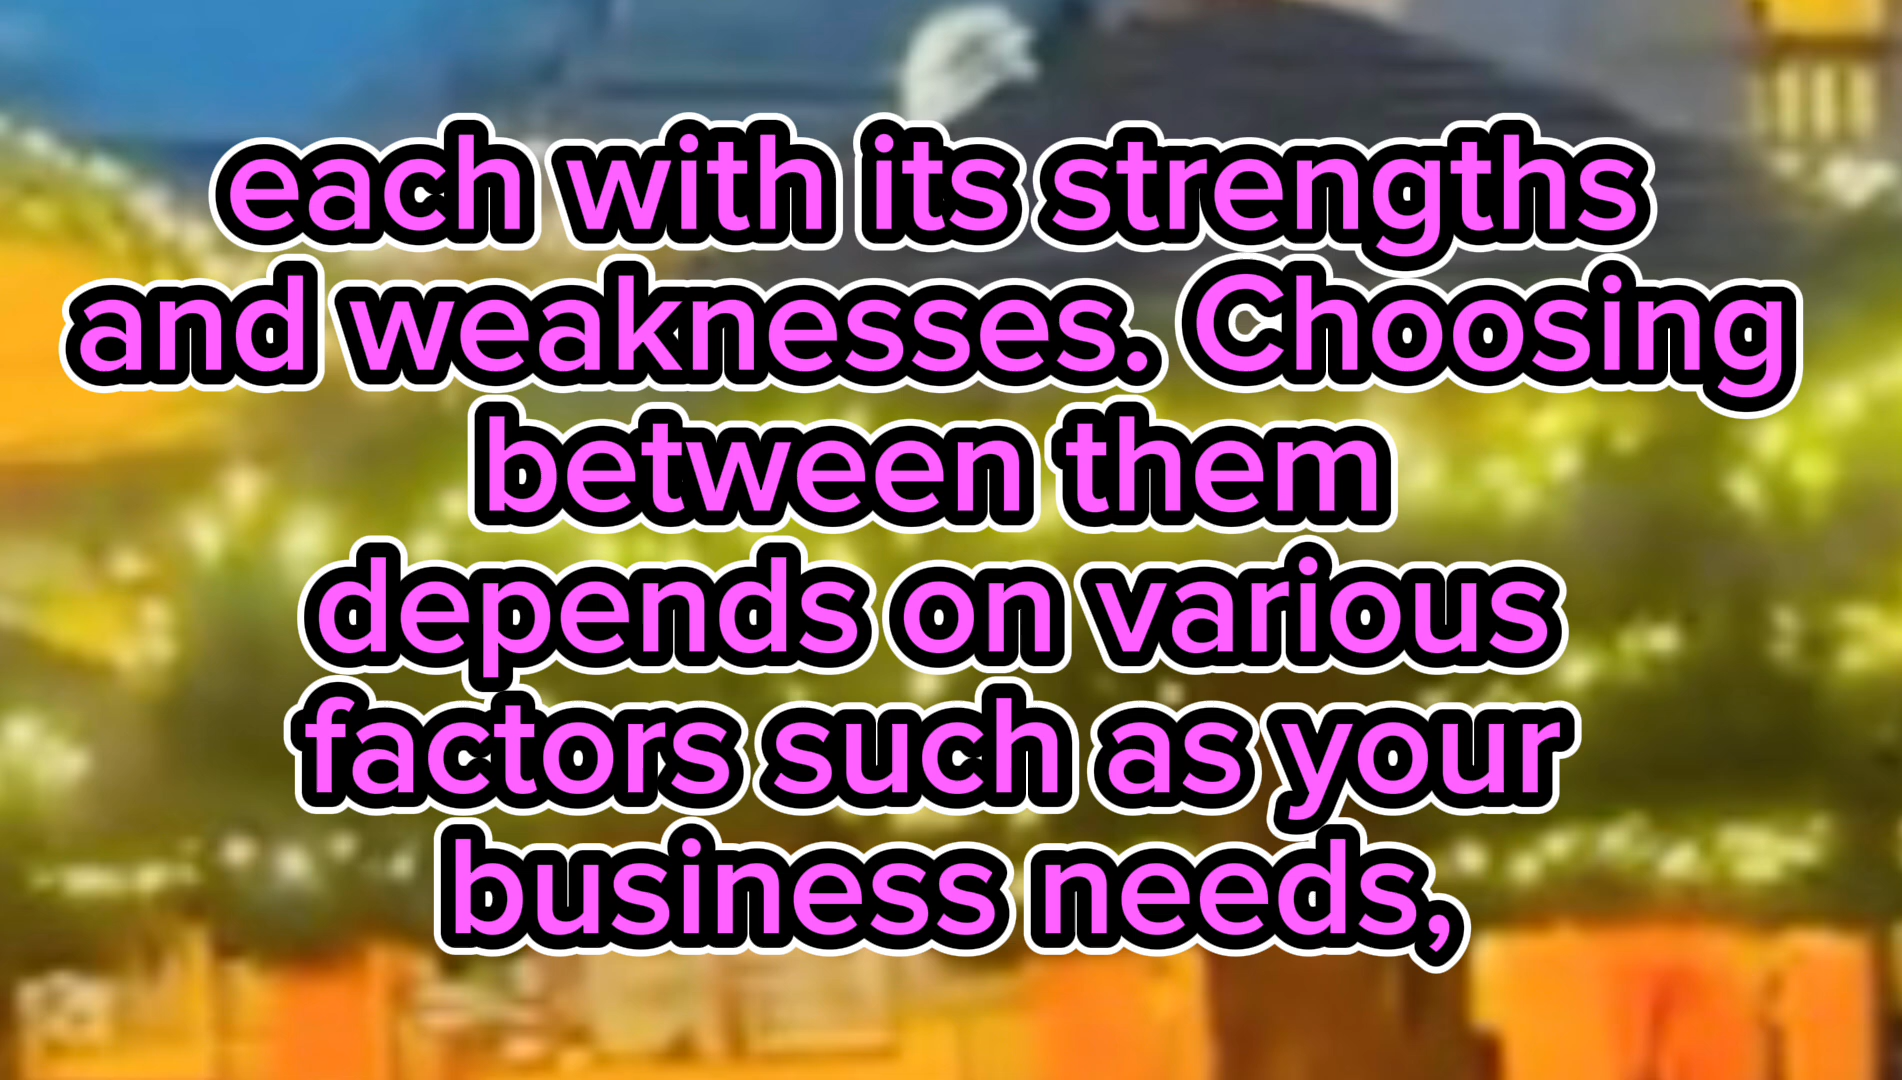 each with its strengths
and weaknesses. Choosing
between them
depends on various
factors such as your
business needs,